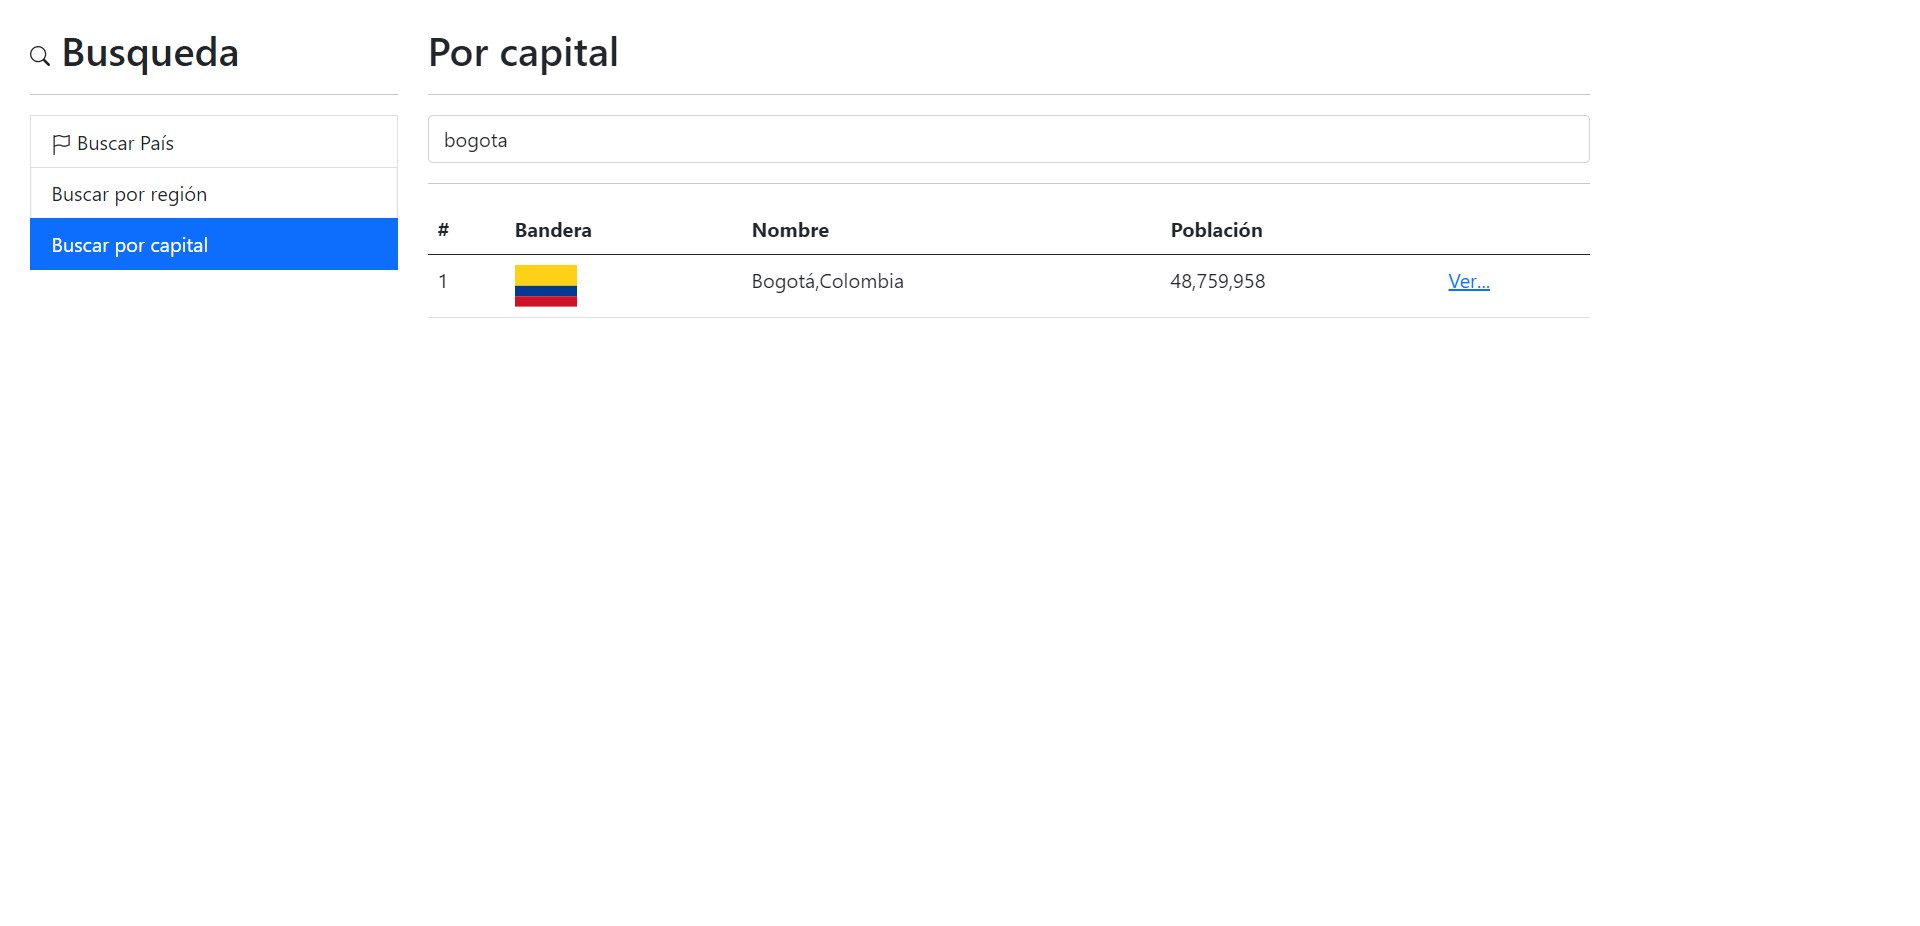 Busqueda
Buscar País
Buscar por región
Buscar por capital
Por capital
bogota
# Bandera Nombre Población
1 Bogotá,Colombia 48,759,958 Ver...